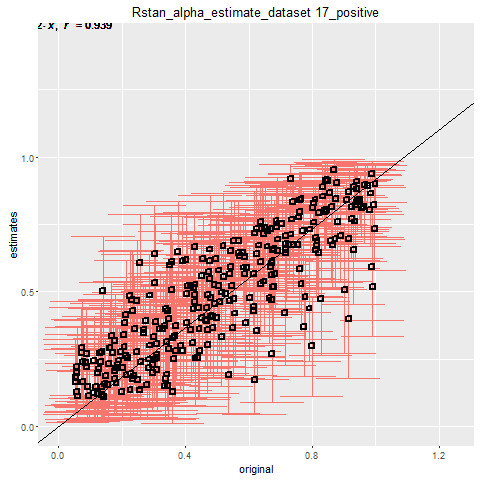 Rstan_alpha_estimate_dataset 17_positive
2·x, r = 0.939
estimates
1.0
0.5
0.0
0.0 0.4 0.8 1.2
original